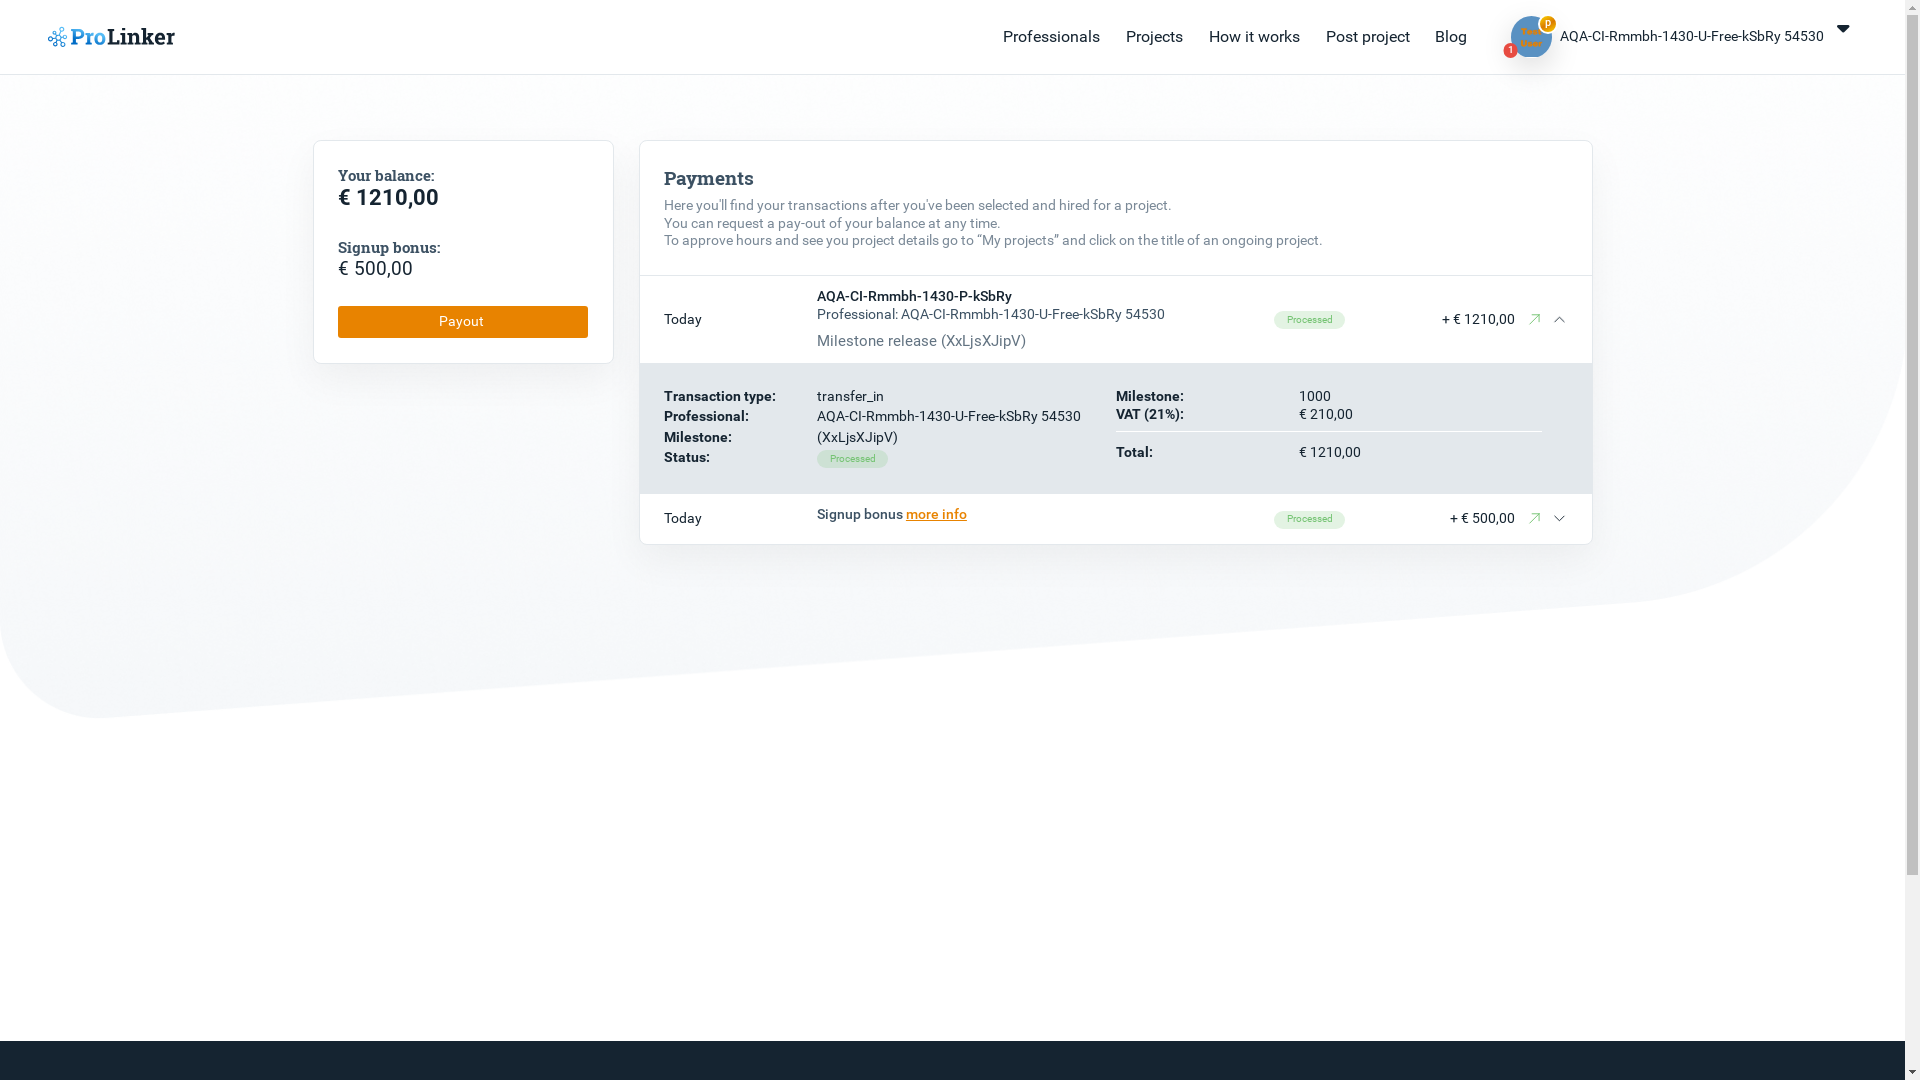 ProLinker
Professionals
Projects
How it works
Post project
Blog
p
1
AQA-CI-Rmmbh-1430-U-Free-kSbRy 54530
Your balance:
€ 1210,00
Signup bonus:
€ 500,00
Payout
Payments
Here you'll find your transactions after you've been selected and hired for a project.
You can request a pay-out of your balance at any time.
To approve hours and see you project details go to “My projects” and click on the title of an ongoing project.
Today
AQA-CI-Rmmbh-1430-P-kSbRy
Professional: AQA-CI-Rmmbh-1430-U-Free-kSbRy 54530
Milestone release (XxLjsXJipV)
Processed
+ € 1210,00
Transaction type: transfer_in
Professional: AQA-CI-Rmmbh-1430-U-Free-kSbRy 54530
Milestone: (XxLjsXJipV)
Status: Processed
Milestone: 1000
VAT (21%): € 210,00
Total: € 1210,00
Today
Signup bonus more info
Processed
+ € 500,00